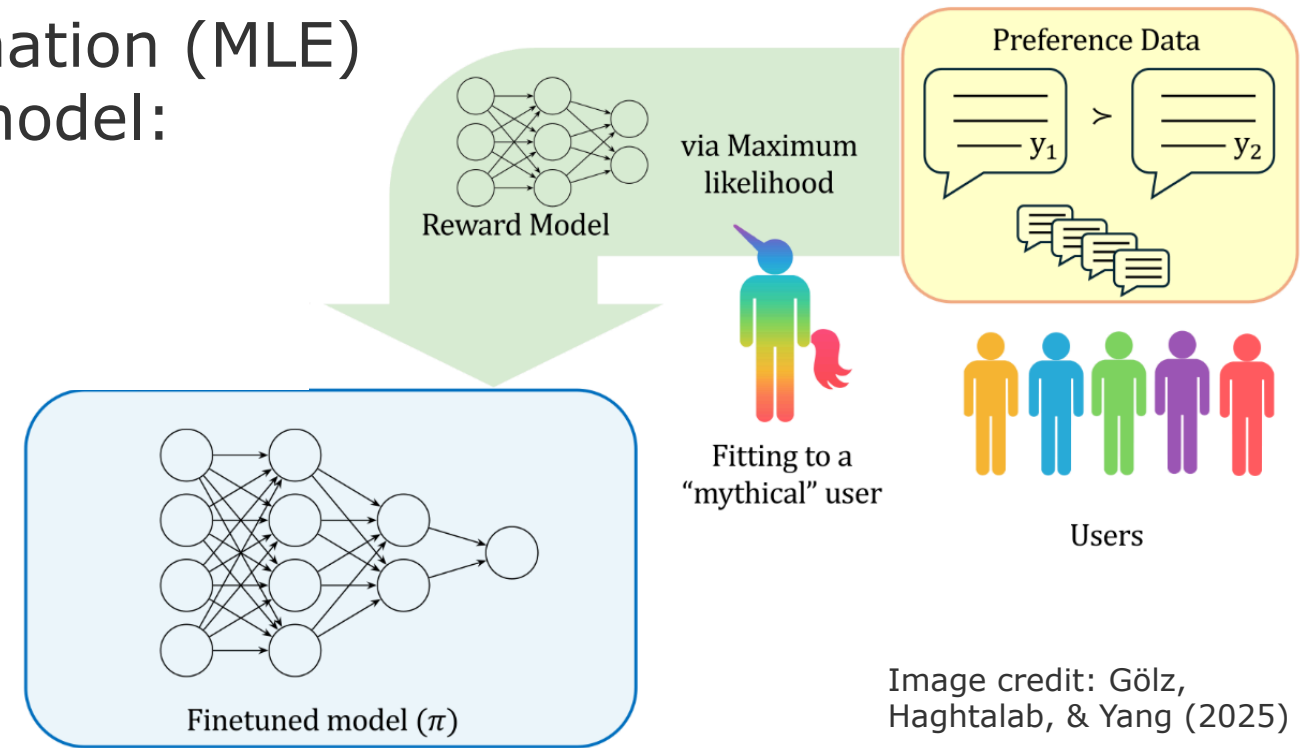 nation (MLE)
model:
Preference Data
y₁ ≻ y₂
via Maximum
likelihood
Reward Model
Fitting to a
“mythical” user
Users
Finetuned model (π)
Image credit: Gölz,
Haghtalab, & Yang (2025)